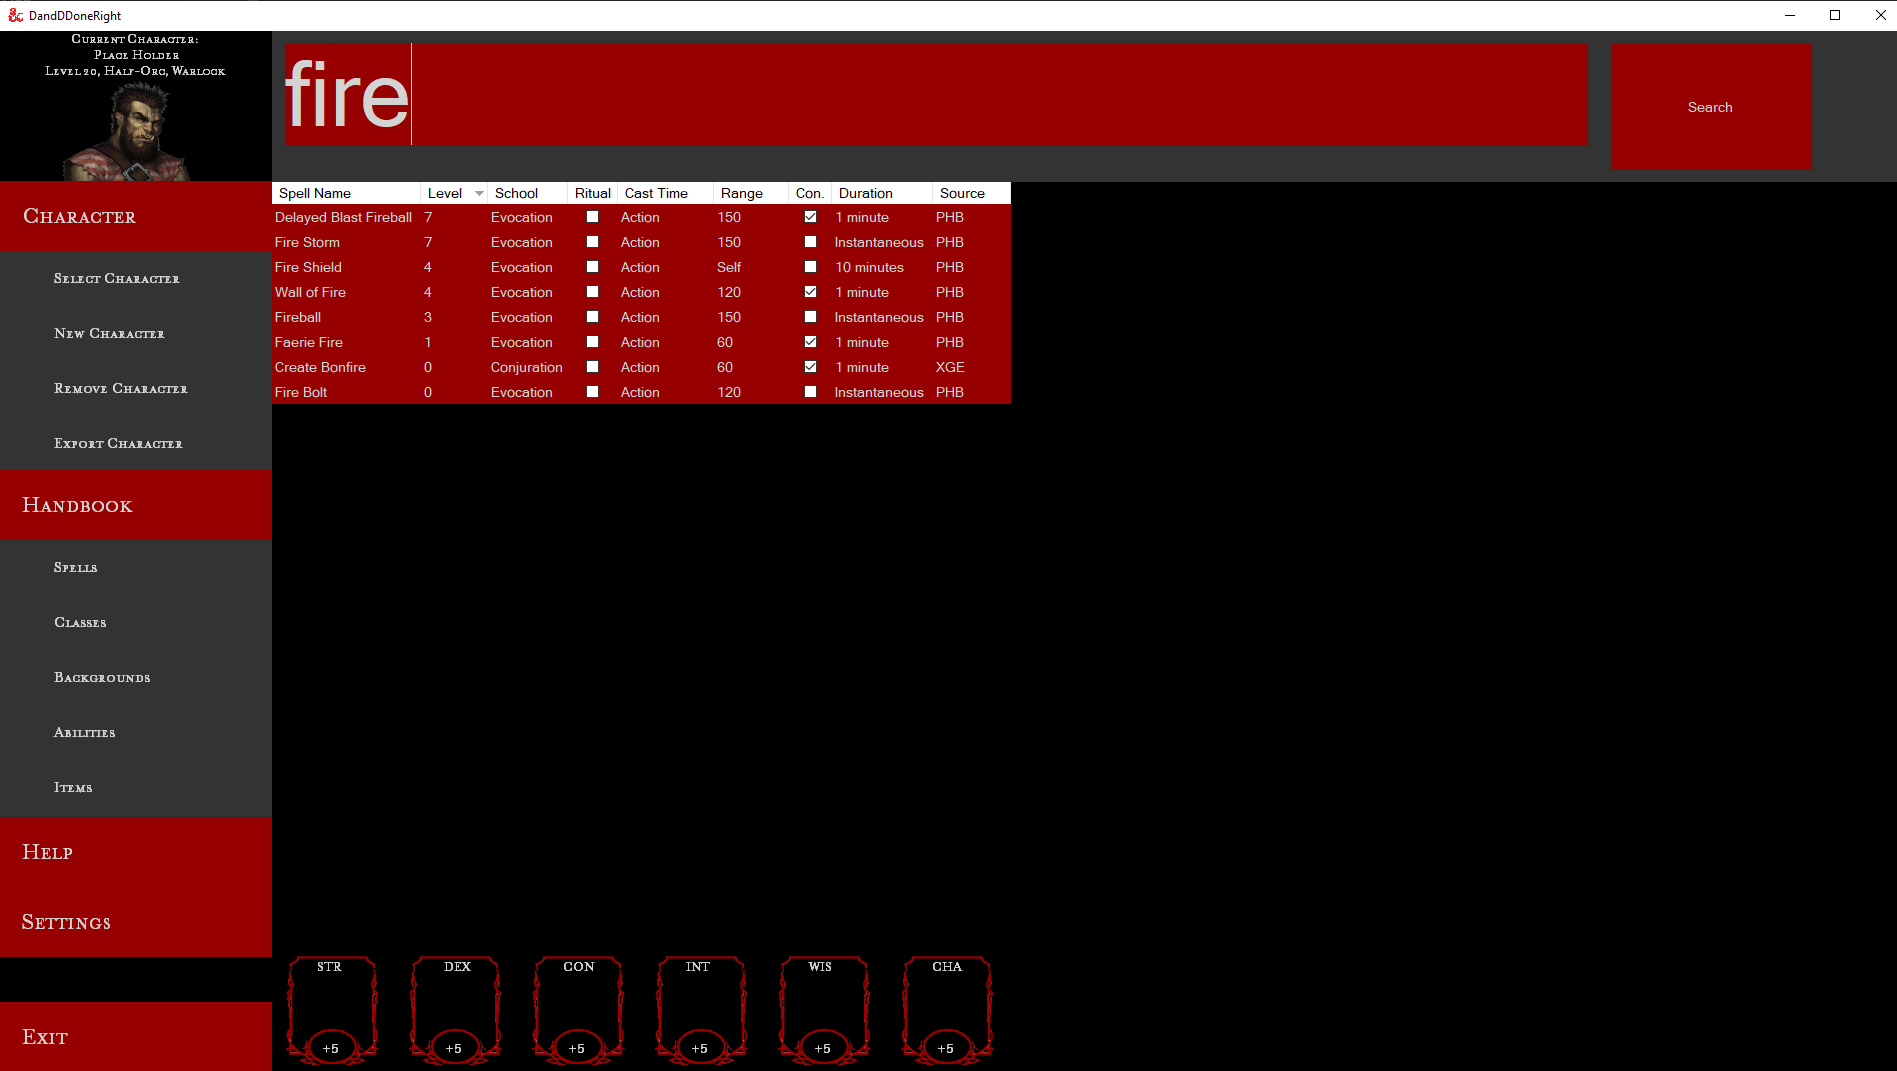 DandDDoneRight
Current Character:
Place Holder
Level 20, Half-Orc, Warlock
Character
Select Character
New Character
Remove Character
Export Character
Handbook
Spells
Classes
Backgrounds
Abilities
Items
Help
Settings
Exit
fire
Search
Spell Name Level School Ritual Cast Time Range Con. Duration Source
Delayed Blast Fireball 7 Evocation Action 150 1 minute PHB
Fire Storm 7 Evocation Action 150 Instantaneous PHB
Fire Shield 4 Evocation Action Self 10 minutes PHB
Wall of Fire 4 Evocation Action 120 1 minute PHB
Fireball 3 Evocation Action 150 Instantaneous PHB
Faerie Fire 1 Evocation Action 60 1 minute PHB
Create Bonfire 0 Conjuration Action 60 1 minute XGE
Fire Bolt 0 Evocation Action 120 Instantaneous PHB
STR DEX CON INT WIS CHA
+5 +5 +5 +5 +5 +5